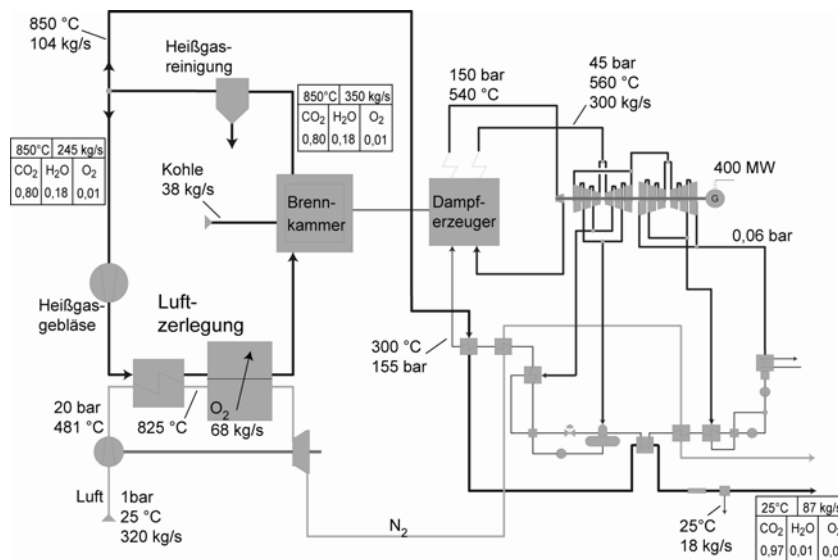 850 °C
104 kg/s
Heißgas-
reinigung
850°C 350 kg/s
CO2 H2O O2
0,80 0,18 0,01
850°C 245 kg/s
CO2 H2O O2
0,80 0,18 0,01
Kohle
38 kg/s
Brenn-
kammer
150 bar
540 °C
45 bar
560 °C
300 kg/s
Dampf-
erzeuger
400 MW
G
0,06 bar
Heißgas-
gebläse
Luft-
zerlegung
300 °C
155 bar
20 bar
481 °C
825 °C
O2
68 kg/s
Luft
1bar
25 °C
320 kg/s
N2
25°C
18 kg/s
25°C 87 kg/s
CO2 H2O
0,97 0,01